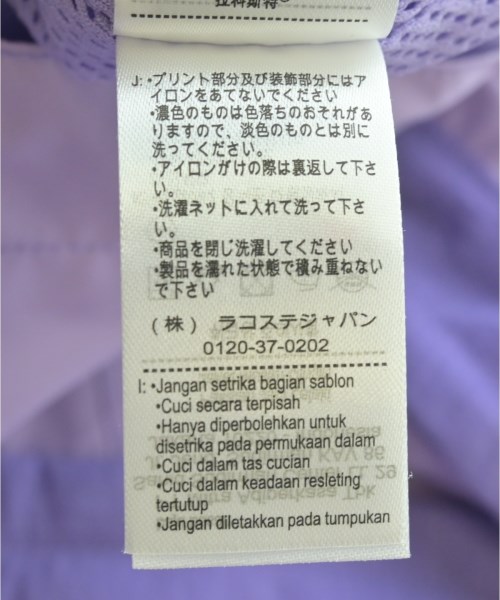 拉科斯特®
J: •プリント部分及び装飾部分にはア
イロンをあてないでください
•濃色のものは色落ちのおそれがあ
りますので、淡色のものとは別に
洗ってください。
•アイロンがけの際は裏返して下さ
い。
•洗濯ネットに入れて洗って下さ
い。
•商品を閉じ洗濯してください
•製品を濡れた状態で積み重ねない
で下さい
(株) ラコステジャパン
0120-37-0202
I: •Jangan setrika bagian sablon
•Cuci secara terpisah
•Hanya diperbolehkan untuk
disetrika pada permukaan dalam
•Cuci dalam tas cucian
•Cuci dalam keadaan resleting
tertutup
•Jangan diletakkan pada tumpukan